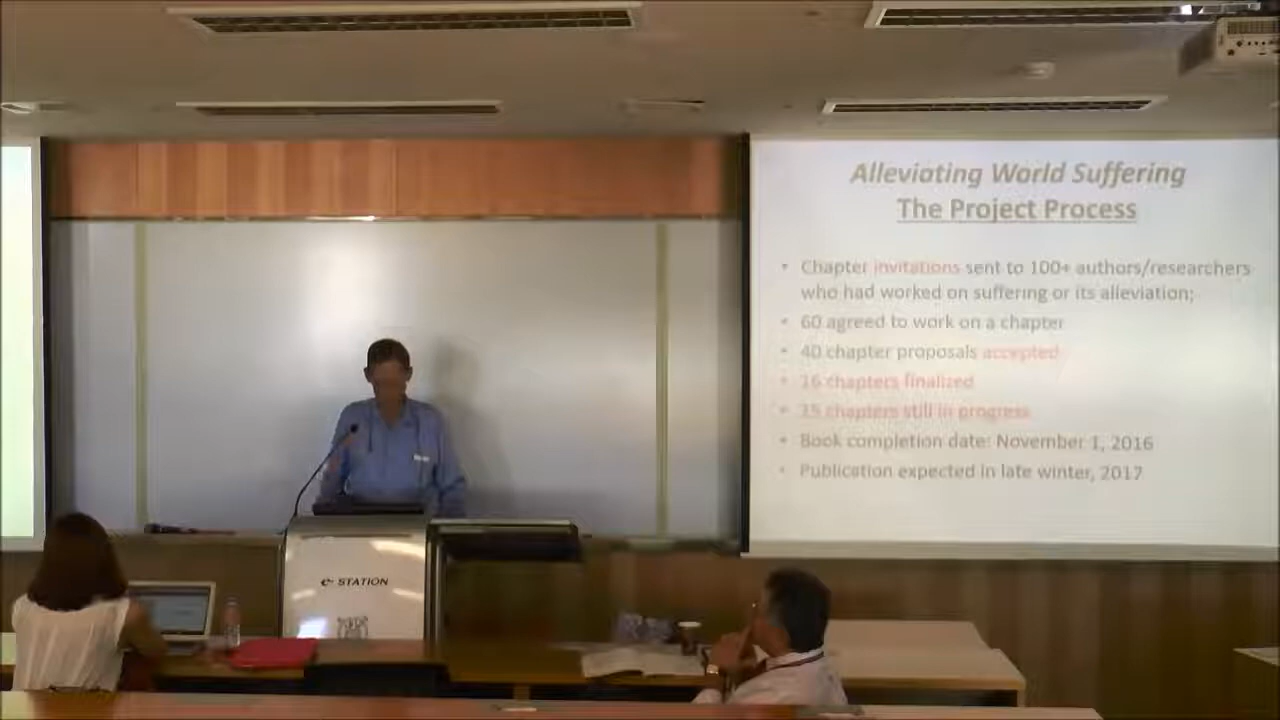 Alleviating World Suffering
The Project Process
• Chapter invitations sent to 100+ authors/researchers
who had worked on suffering or its alleviation;
• 60 agreed to work on a chapter
• 40 chapter proposals accepted
• 16 chapters finalized
• 15 chapters still in progress
• Book completion date: November 1, 2016
• Publication expected in late winter, 2017
e- STATION